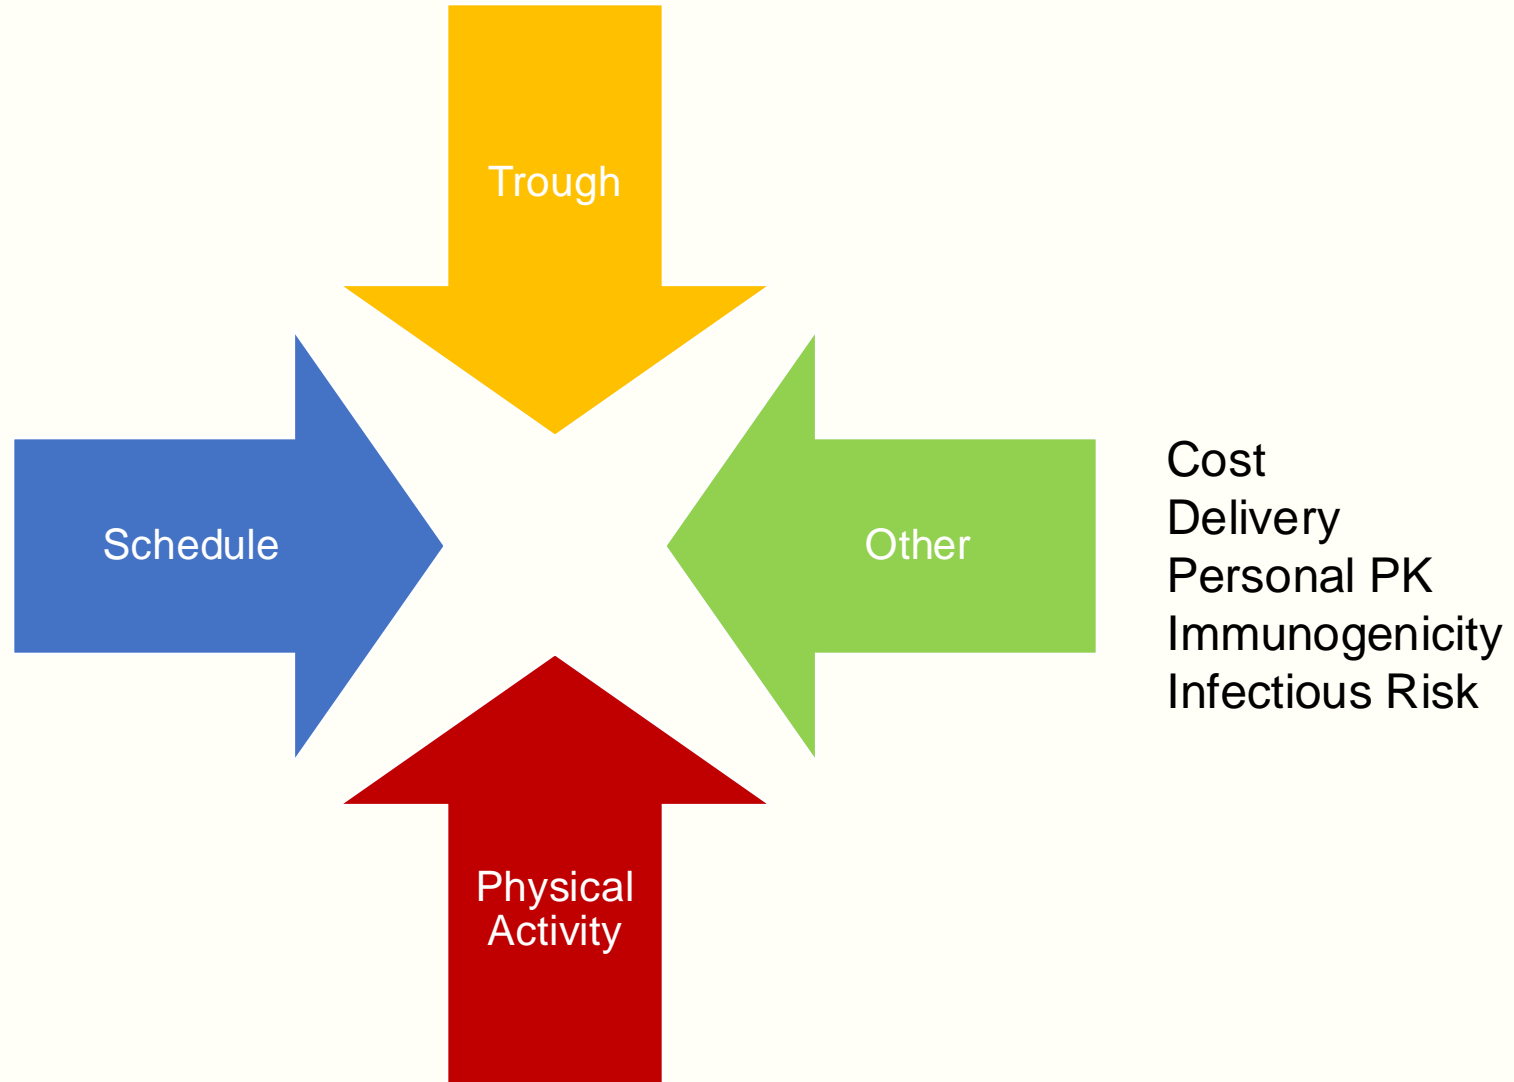 Trough
Schedule
Other
Physical
Activity
Cost
Delivery
Personal PK
Immunogenicity
Infectious Risk